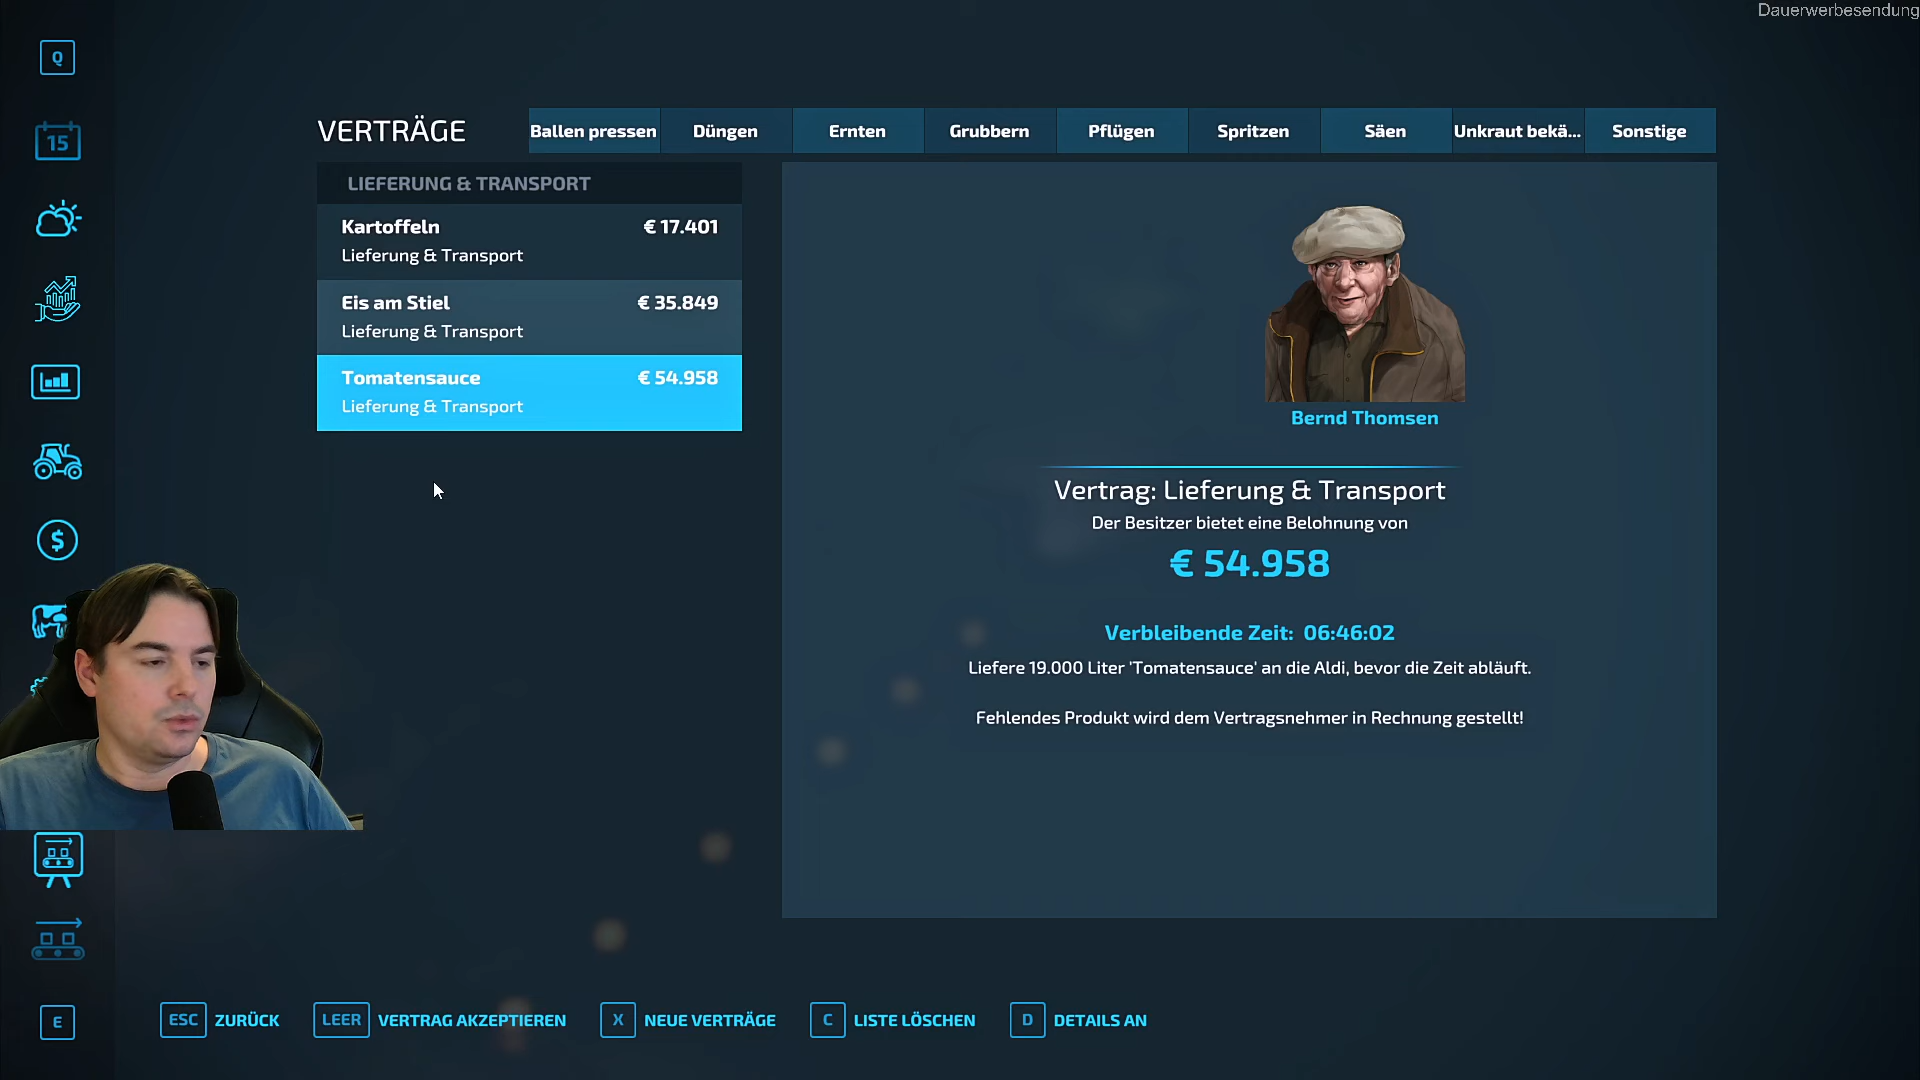 Dauerwerbesendung
Q
15
VERTRÄGE
Ballen pressen
Düngen
Ernten
Grubbern
Pflügen
Spritzen
Säen
Unkraut bekä...
Sonstige
LIEFERUNG & TRANSPORT
Kartoffeln € 17.401
Lieferung & Transport
Eis am Stiel € 35.849
Lieferung & Transport
Tomatensauce € 54.958
Lieferung & Transport
Bernd Thomsen
Vertrag: Lieferung & Transport
Der Besitzer bietet eine Belohnung von
€ 54.958
Verbleibende Zeit: 06:46:02
Liefere 19.000 Liter 'Tomatensauce' an die Aldi, bevor die Zeit abläuft.
Fehlendes Produkt wird dem Vertragsnehmer in Rechnung gestellt!
$
E
ESC ZURÜCK
LEER VERTRAG AKZEPTIEREN
X NEUE VERTRÄGE
C LISTE LÖSCHEN
D DETAILS AN